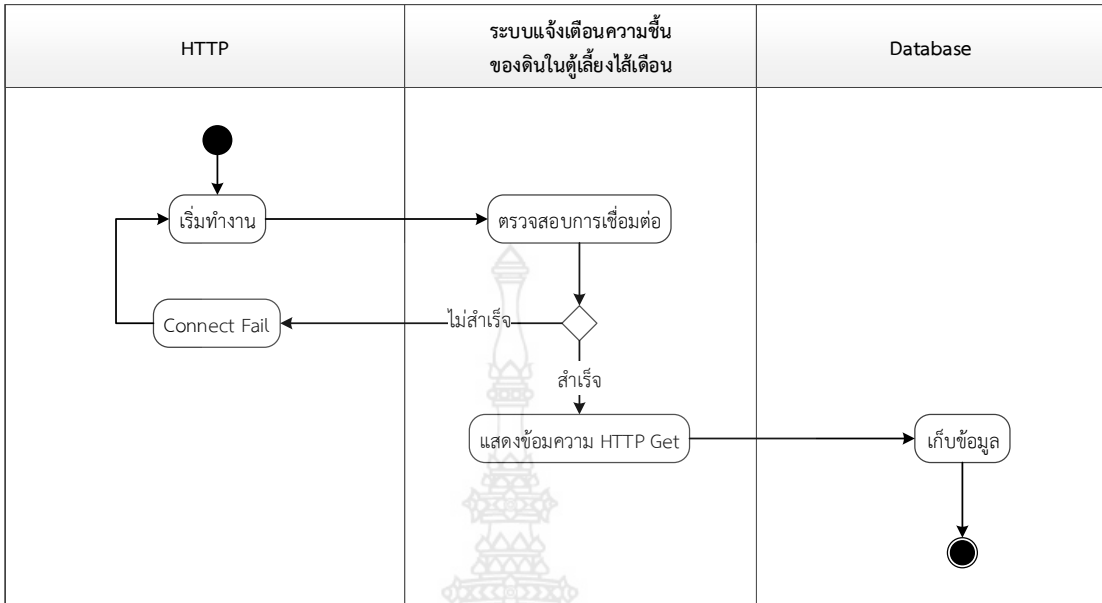 HTTP
ระบบแจ้งเตือนความชื้น
ของดินในตู้เลี้ยงไส้เดือน
Database
เริ่มทำงาน
ตรวจสอบการเชื่อมต่อ
Connect Fail
ไม่สำเร็จ
สำเร็จ
แสดงข้อมความ HTTP Get
เก็บข้อมูล